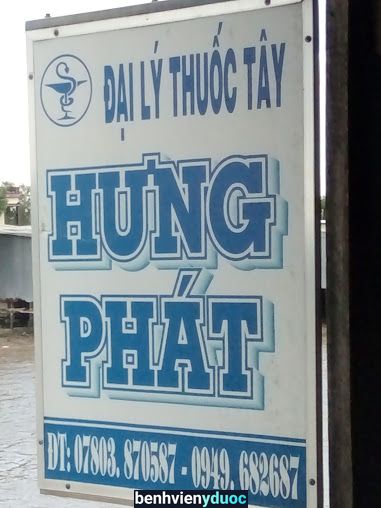 ĐẠI LÝ THUỐC TÂY
HƯNG
PHÁT
ĐT: 07803. 870587 - 0949. 682687
benhvienyduoc